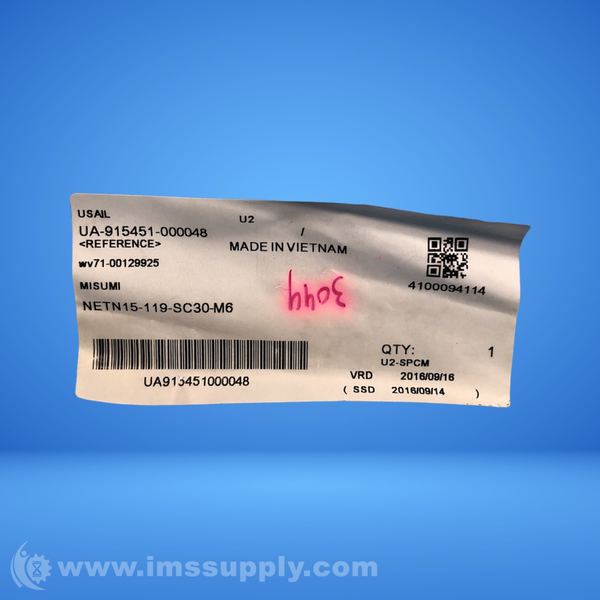 USAIL
U2 /
UA-915451-000048
<REFERENCE>
MADE IN VIETNAM
wv71-00129925
4100094114
MISUMI
3044
NETN15-119-SC30-M6
QTY: 1
U2-SPCM
UA915451000048
VRD 2016/09/16
( SSD 2016/09/14 )
www.imssupply.com